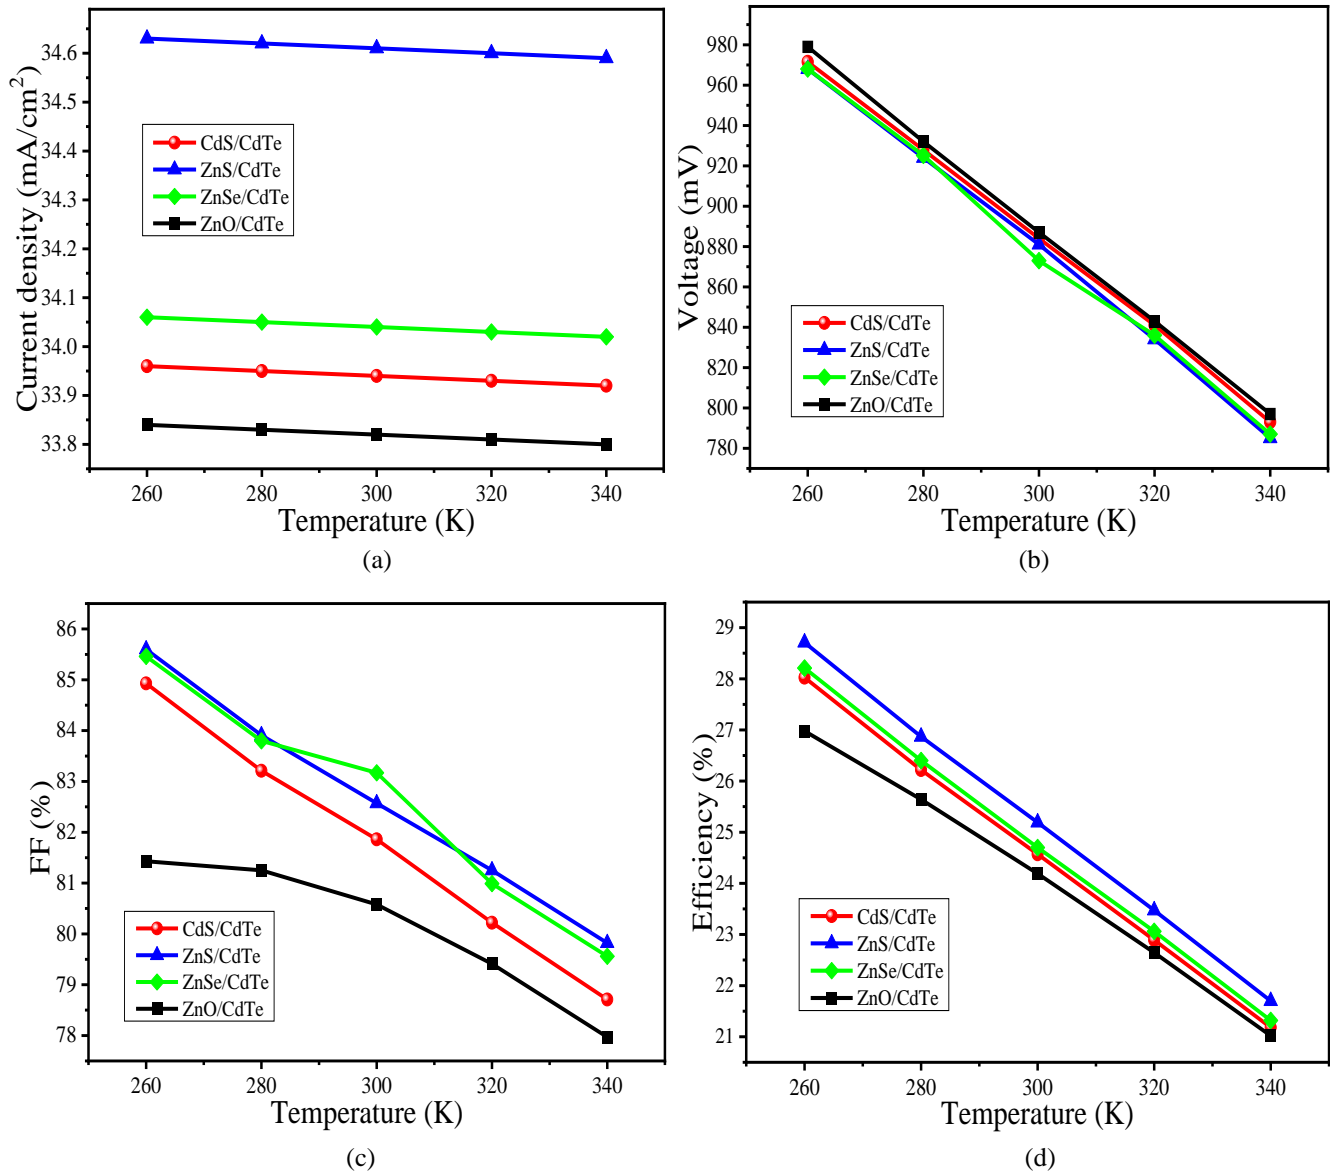 Current density (mA/cm²)
34.6
34.5
34.4
34.3
34.2
34.1
34.0
33.9
33.8
CdS/CdTe
ZnS/CdTe
ZnSe/CdTe
ZnO/CdTe
260 280 300 320 340
Temperature (K)
(a)
Voltage (mV)
980
960
940
920
900
880
860
840
820
800
780
CdS/CdTe
ZnS/CdTe
ZnSe/CdTe
ZnO/CdTe
260 280 300 320 340
Temperature (K)
(b)
FF (%)
86
85
84
83
82
81
80
79
78
CdS/CdTe
ZnS/CdTe
ZnSe/CdTe
ZnO/CdTe
260 280 300 320 340
Temperature (K)
(c)
Efficiency (%)
29
28
27
26
25
24
23
22
21
CdS/CdTe
ZnS/CdTe
ZnSe/CdTe
ZnO/CdTe
260 280 300 320 340
Temperature (K)
(d)